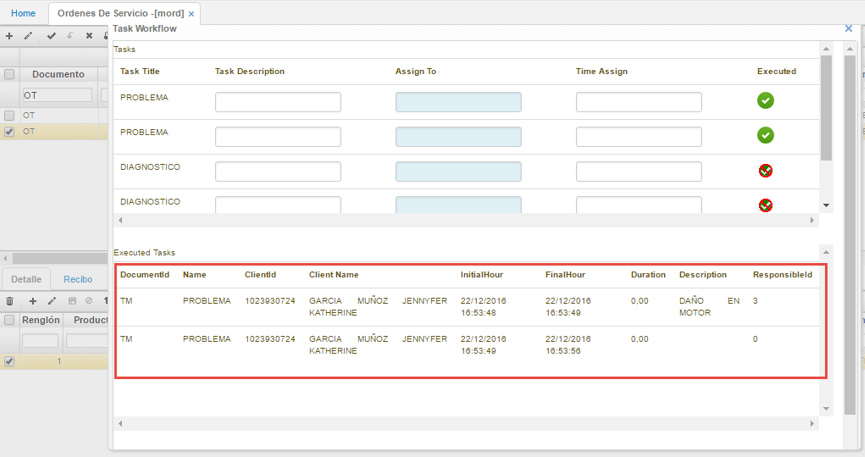 Home
Ordenes De Servicio -[mord] ×
Task Workflow
Tasks
Task Title Task Description Assign To Time Assign Executed
PROBLEMA
PROBLEMA
DIAGNOSTICO
DIAGNOSTICO
Documento
OT
OT
OT
Detalle Recibo
Renglón Product
1
Executed Tasks
DocumentId Name ClientId Client Name InitialHour FinalHour Duration Description ResponsibleId
TM PROBLEMA 1023930724 GARCIA MUÑOZ JENNYFER 22/12/2016 22/12/2016 0,00 DAÑO EN 3
KATHERINE 16:53:48 16:53:49 MOTOR
TM PROBLEMA 1023930724 GARCIA MUÑOZ JENNYFER 22/12/2016 22/12/2016 0,00 0
KATHERINE 16:53:49 16:53:56